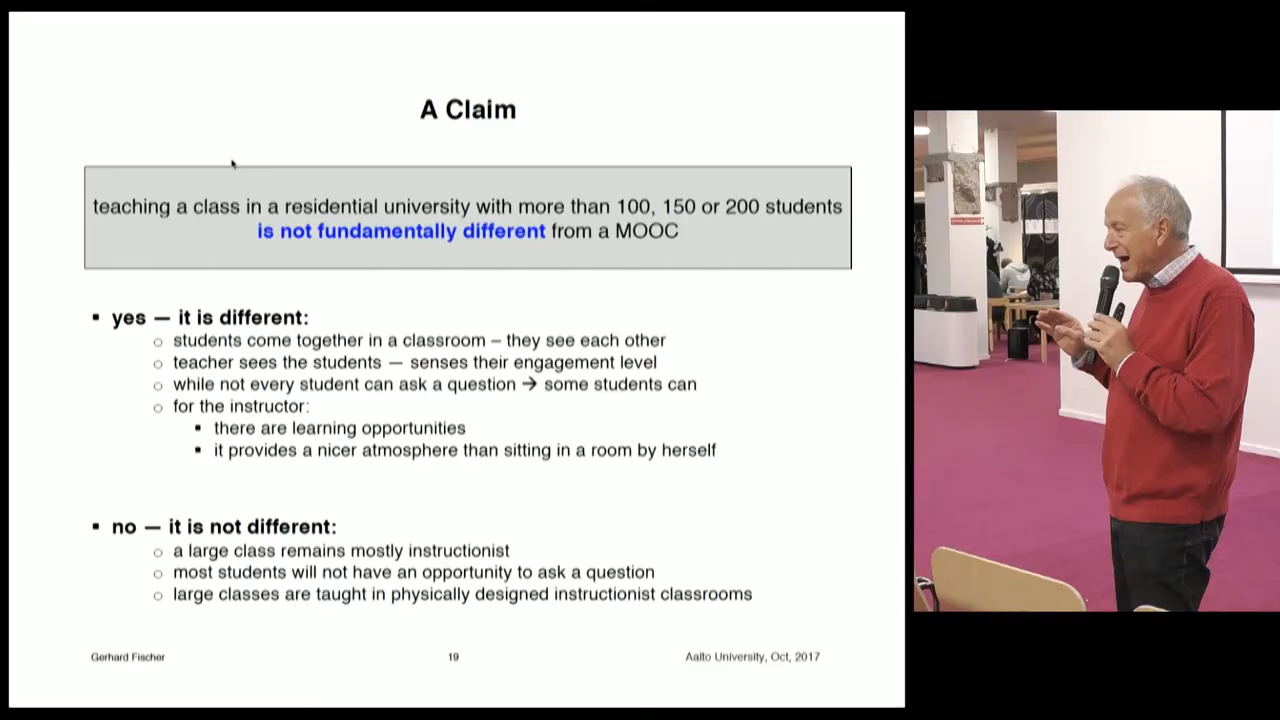 A Claim
teaching a class in a residential university with more than 100, 150 or 200 students
is not fundamentally different from a MOOC
▪ yes — it is different:
○ students come together in a classroom – they see each other
○ teacher sees the students — senses their engagement level
○ while not every student can ask a question → some students can
○ for the instructor:
▪ there are learning opportunities
▪ it provides a nicer atmosphere than sitting in a room by herself
▪ no — it is not different:
○ a large class remains mostly instructionist
○ most students will not have an opportunity to ask a question
○ large classes are taught in physically designed instructionist classrooms
Gerhard Fischer
19
Aalto University, Oct, 2017